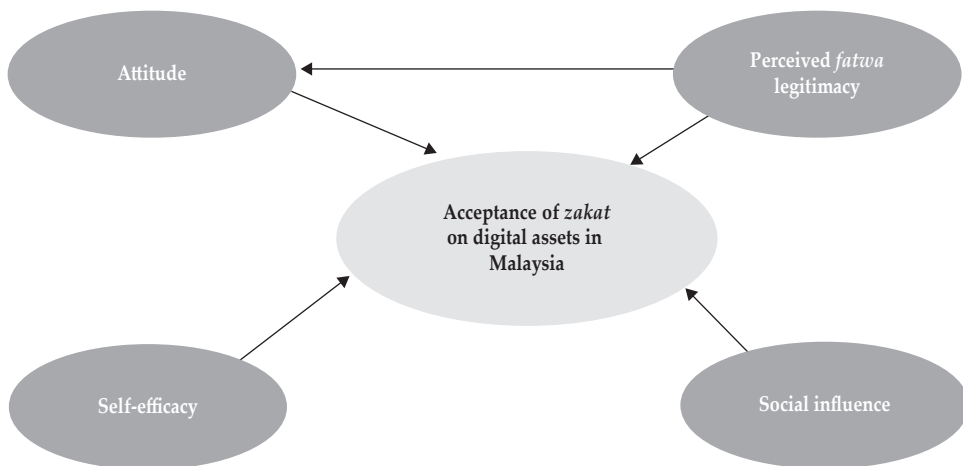 Attitude
Perceived fatwa
legitimacy
Acceptance of zakat
on digital assets in
Malaysia
Self-efficacy
Social influence